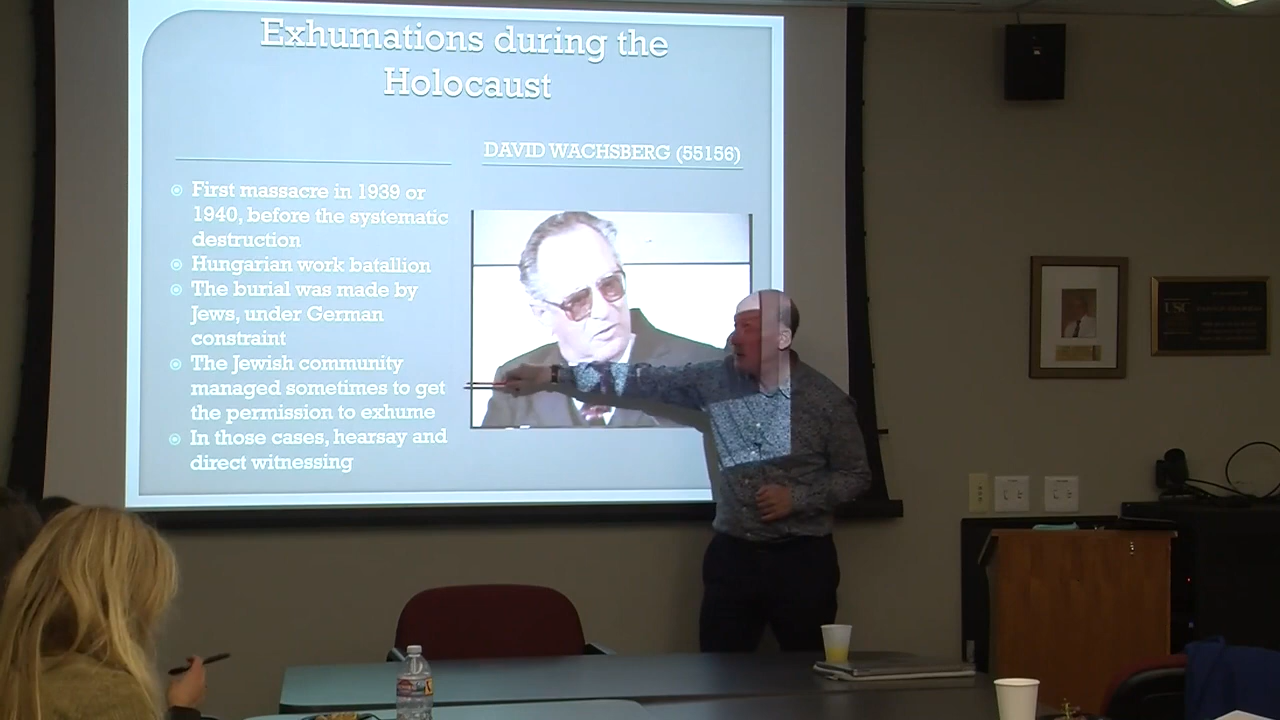 Exhumations during the
Holocaust
DAVID WACHSBERG (55156)
First massacre in 1939 or
1940, before the systematic
destruction
Hungarian work batallion
The burial was made by
Jews, under German
constraint
The Jewish community
managed sometimes to get
the permission to exhume
In those cases, hearsay and
direct witnessing
USC